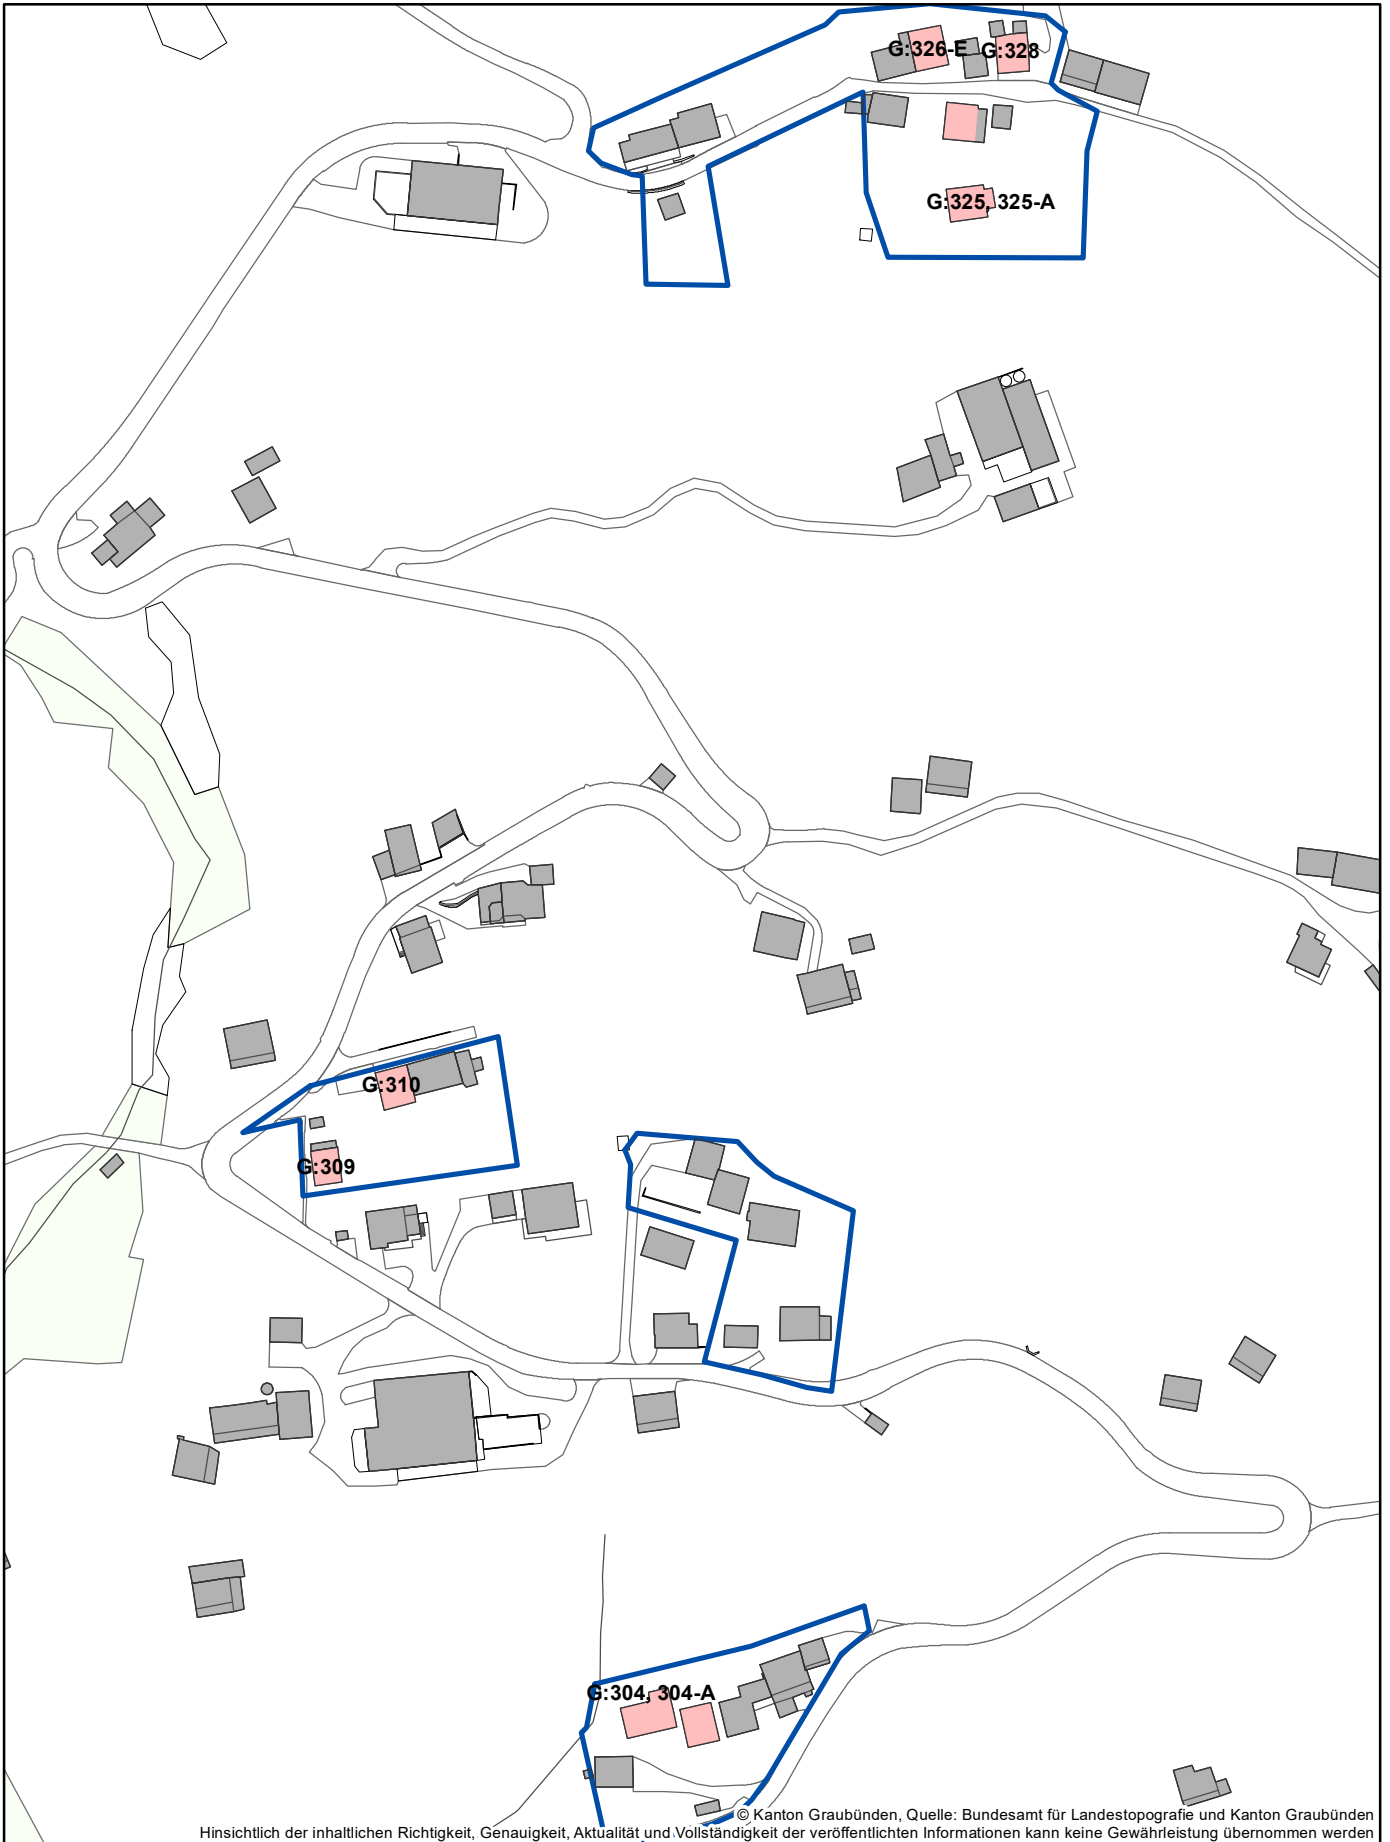 G:326-E
G:328
G:325, 325-A
G:310
G:309
G:304, 304-A
© Kanton Graubünden, Quelle: Bundesamt für Landestopografie und Kanton Graubünden
Hinsichtlich der inhaltlichen Richtigkeit, Genauigkeit, Aktualität und Vollständigkeit der veröffentlichten Informationen kann keine Gewährleistung übernommen werden